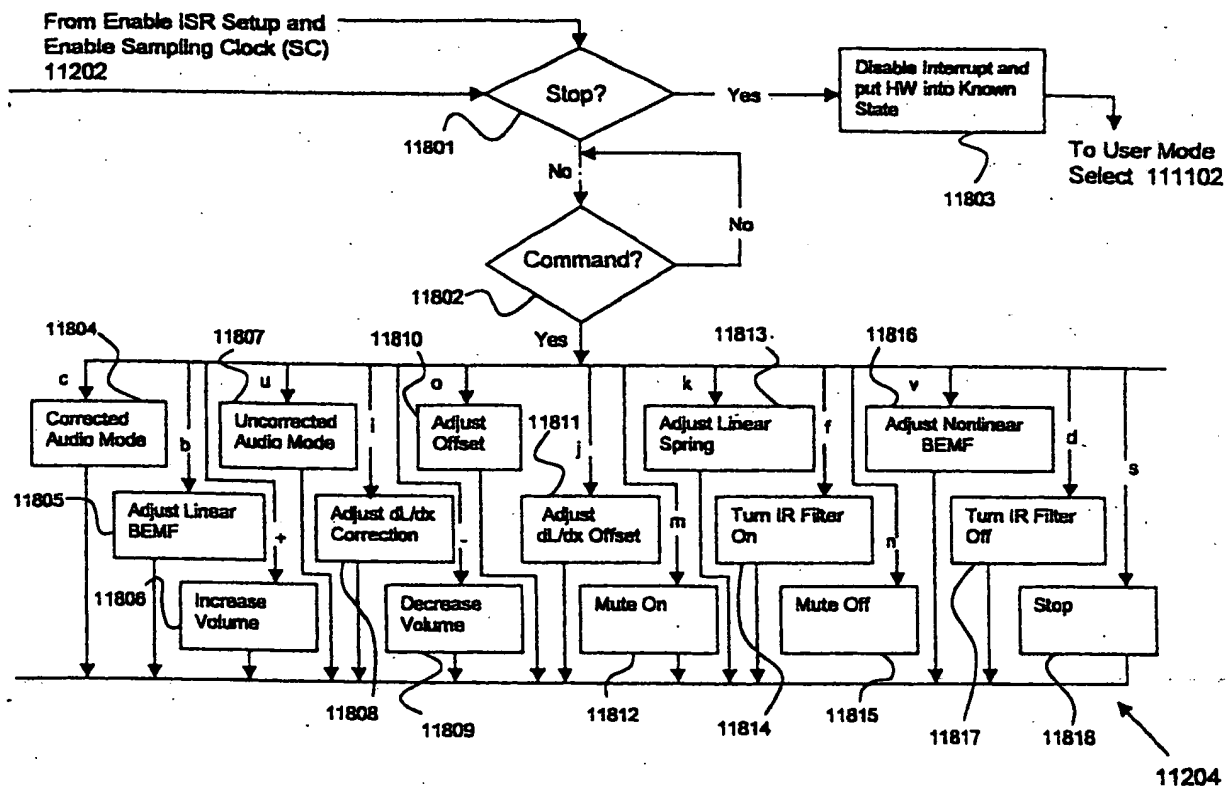 From Enable ISR Setup and
Enable Sampling Clock (SC)
11202
Stop?
Yes
Disable Interrupt and
put HW into Known
State
11801
To User Mode
Select 111102
11803
No
No
Command?
11802
Yes
11804
11807
11810
11813
11816
c
u
o
k
v
Corrected
Audio Mode
b
Uncorrected
Audio Mode
i
Adjust
Offset
11811
j
Adjust Linear
Spring
f
Adjust Nonlinear
BEMF
d
s
11805
Adjust Linear
BEMF
+
Adjust dL/dx
Correction
-
Adjust
dL/dx Offset
m
Turn IR Filter
On
n
Turn IR Filter
Off
11806
Increase
Volume
Decrease
Volume
Mute On
Mute Off
Stop
11808
11809
11812
11814
11815
11817
11818
11204